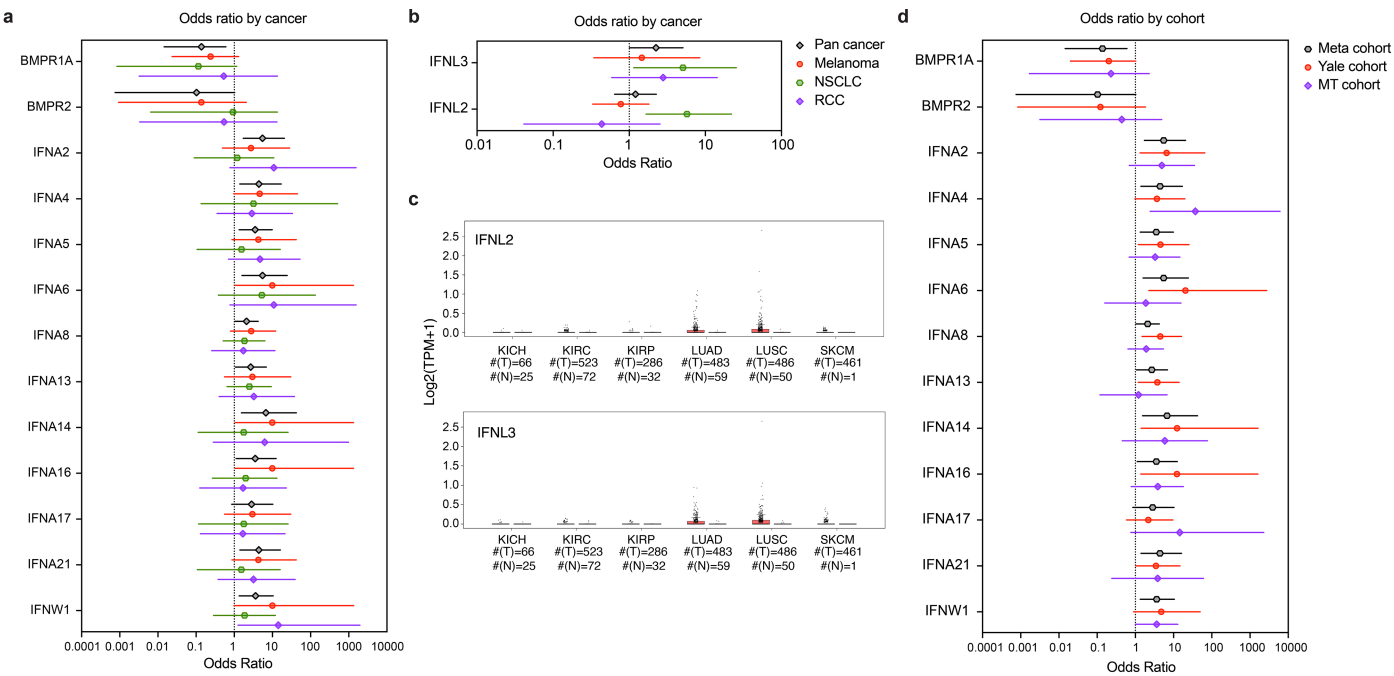 a
Odds ratio by cancer
BMPR1A
BMPR2
IFNA2
IFNA4
IFNA5
IFNA6
IFNA8
IFNA13
IFNA14
IFNA16
IFNA17
IFNA21
IFNW1
0.0001 0.001 0.01 0.1 1 10 100 1000 10000
Odds Ratio
b
Odds ratio by cancer
IFNL3
IFNL2
0.01 0.1 1 10 100
Odds Ratio
Pan cancer
Melanoma
NSCLC
RCC
c
Log2(TPM+1)
IFNL2
2.5
2.0
1.5
1.0
0.5
0.0
KICH KIRC KIRP LUAD LUSC SKCM
#(T)=66 #(T)=523 #(T)=286 #(T)=483 #(T)=486 #(T)=461
#(N)=25 #(N)=72 #(N)=32 #(N)=59 #(N)=50 #(N)=1
IFNL3
2.5
2.0
1.5
1.0
0.5
0.0
KICH KIRC KIRP LUAD LUSC SKCM
#(T)=66 #(T)=523 #(T)=286 #(T)=483 #(T)=486 #(T)=461
#(N)=25 #(N)=72 #(N)=32 #(N)=59 #(N)=50 #(N)=1
d
Odds ratio by cohort
BMPR1A
BMPR2
IFNA2
IFNA4
IFNA5
IFNA6
IFNA8
IFNA13
IFNA14
IFNA16
IFNA17
IFNA21
IFNW1
0.0001 0.001 0.01 0.1 1 10 100 1000 10000
Odds Ratio
Meta cohort
Yale cohort
MT cohort